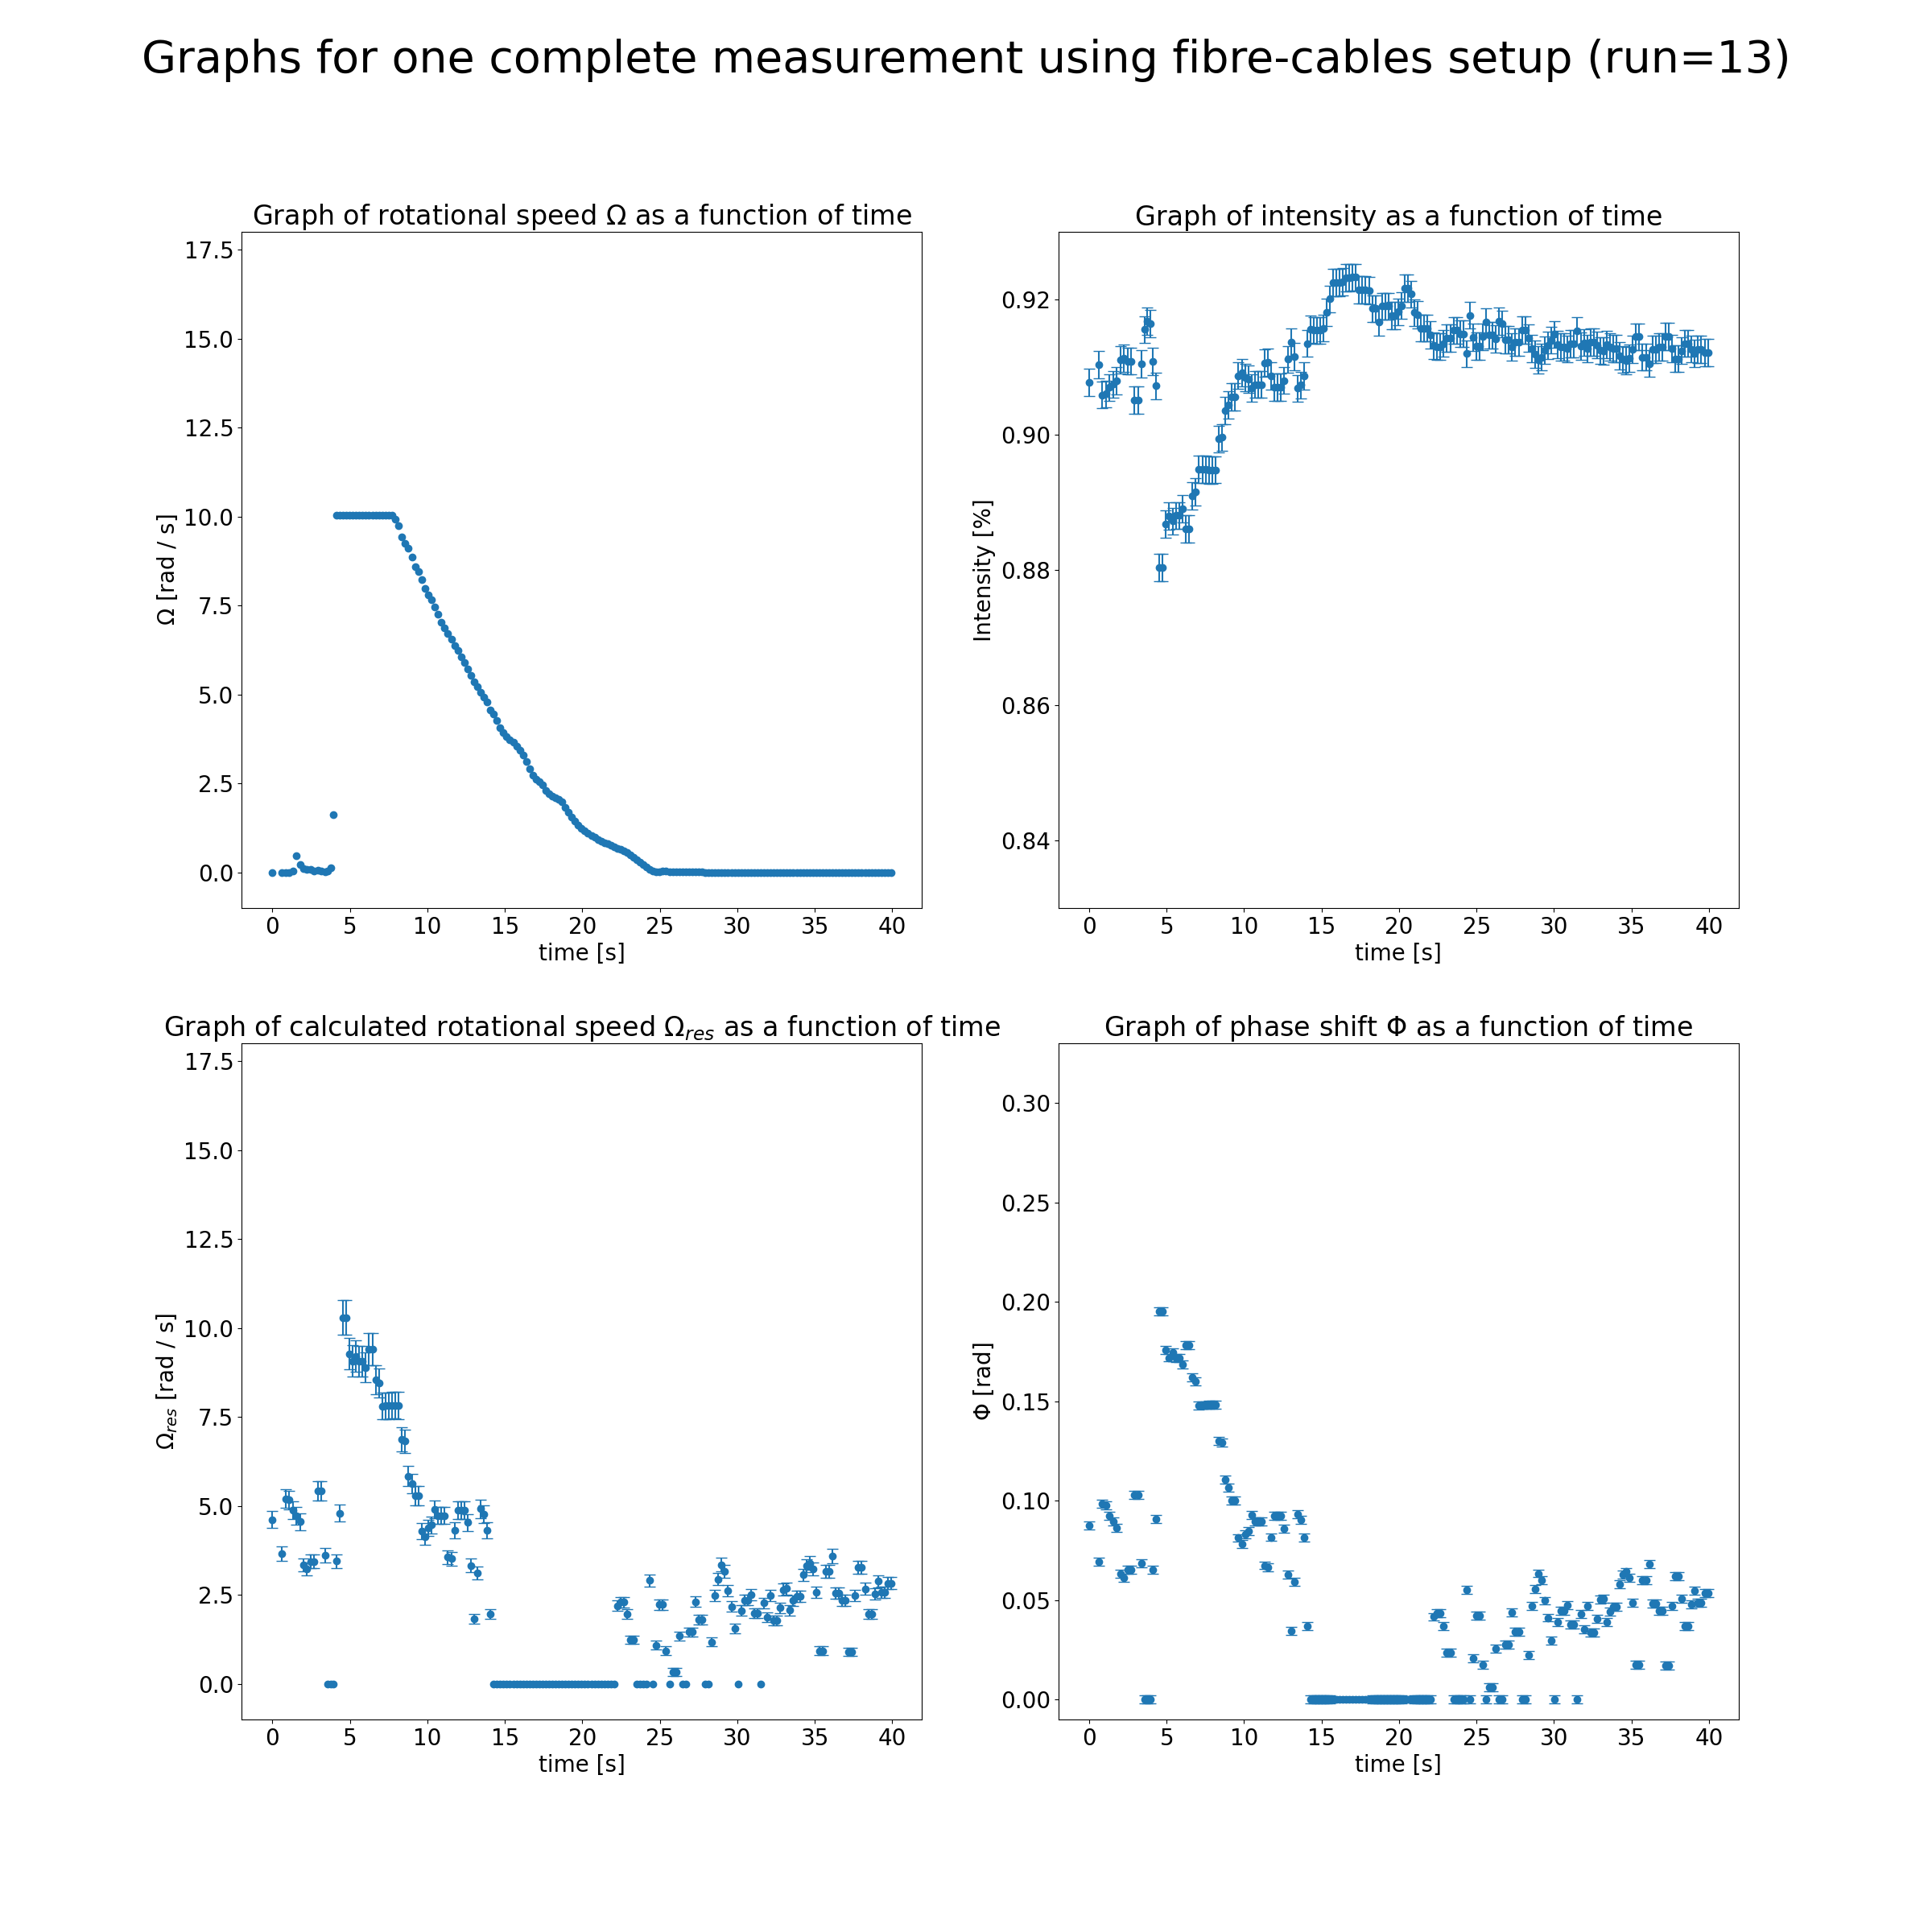 Graphs for one complete measurement using fibre-cables setup (run=13)
Graph of rotational speed Ω as a function of time
17.5
15.0
12.5
10.0
7.5
5.0
2.5
0.0
Ω [rad / s]
0 5 10 15 20 25 30 35 40
time [s]
Graph of intensity as a function of time
0.92
0.90
0.88
0.86
0.84
Intensity [%]
0 5 10 15 20 25 30 35 40
time [s]
Graph of calculated rotational speed Ωres as a function of time
17.5
15.0
12.5
10.0
7.5
5.0
2.5
0.0
Ωres [rad / s]
0 5 10 15 20 25 30 35 40
time [s]
Graph of phase shift Φ as a function of time
0.30
0.25
0.20
0.15
0.10
0.05
0.00
Φ [rad]
0 5 10 15 20 25 30 35 40
time [s]